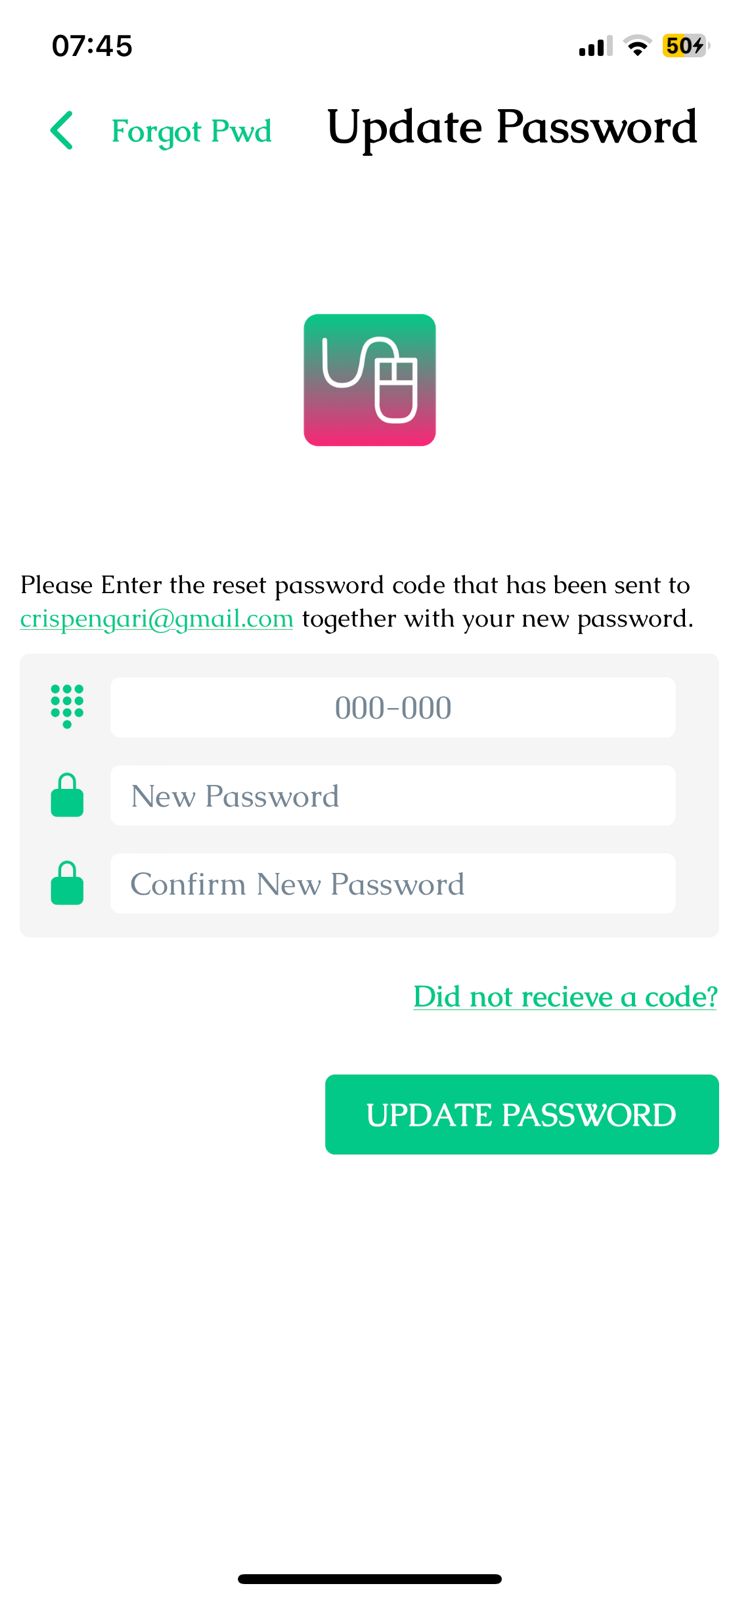 07:45
50
Forgot Pwd
Update Password
Please Enter the reset password code that has been sent to
crispengari@gmail.com together with your new password.
000-000
New Password
Confirm New Password
Did not recieve a code?
UPDATE PASSWORD